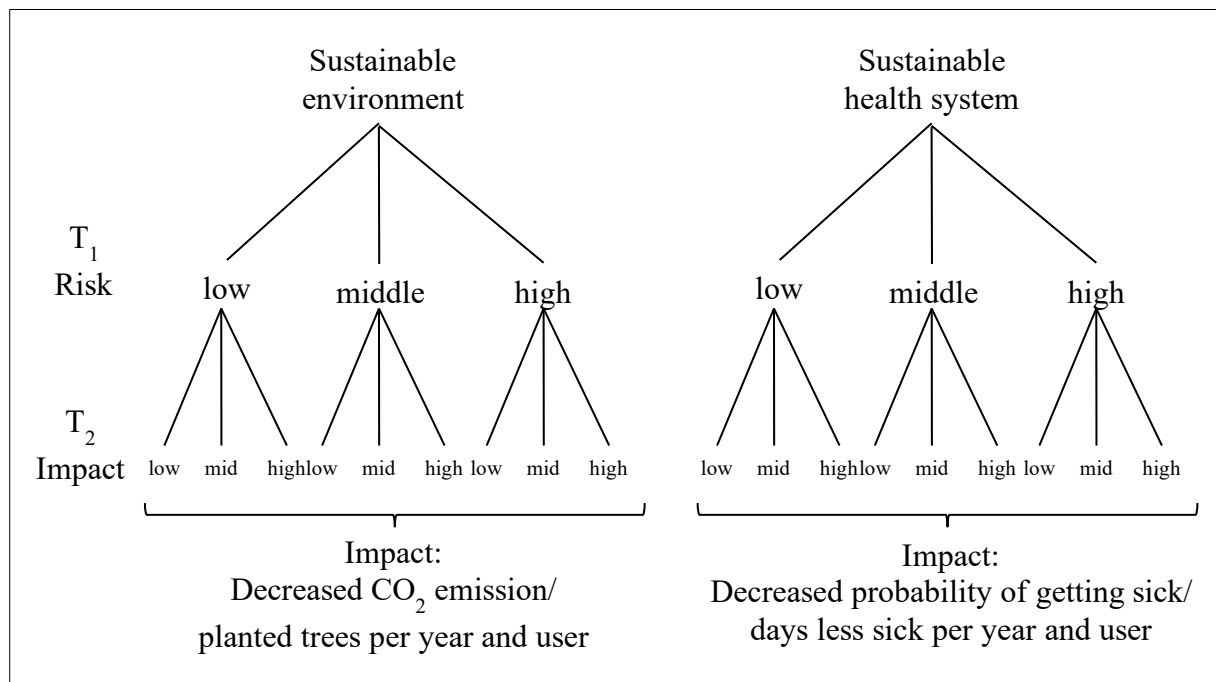 Sustainable
environment
Sustainable
health system
T1
Risk
low
middle
high
low
middle
high
T2
Impact
low mid high low mid high low mid high
low mid high low mid high low mid high
Impact:
Decreased CO2 emission/
planted trees per year and user
Impact:
Decreased probability of getting sick/
days less sick per year and user